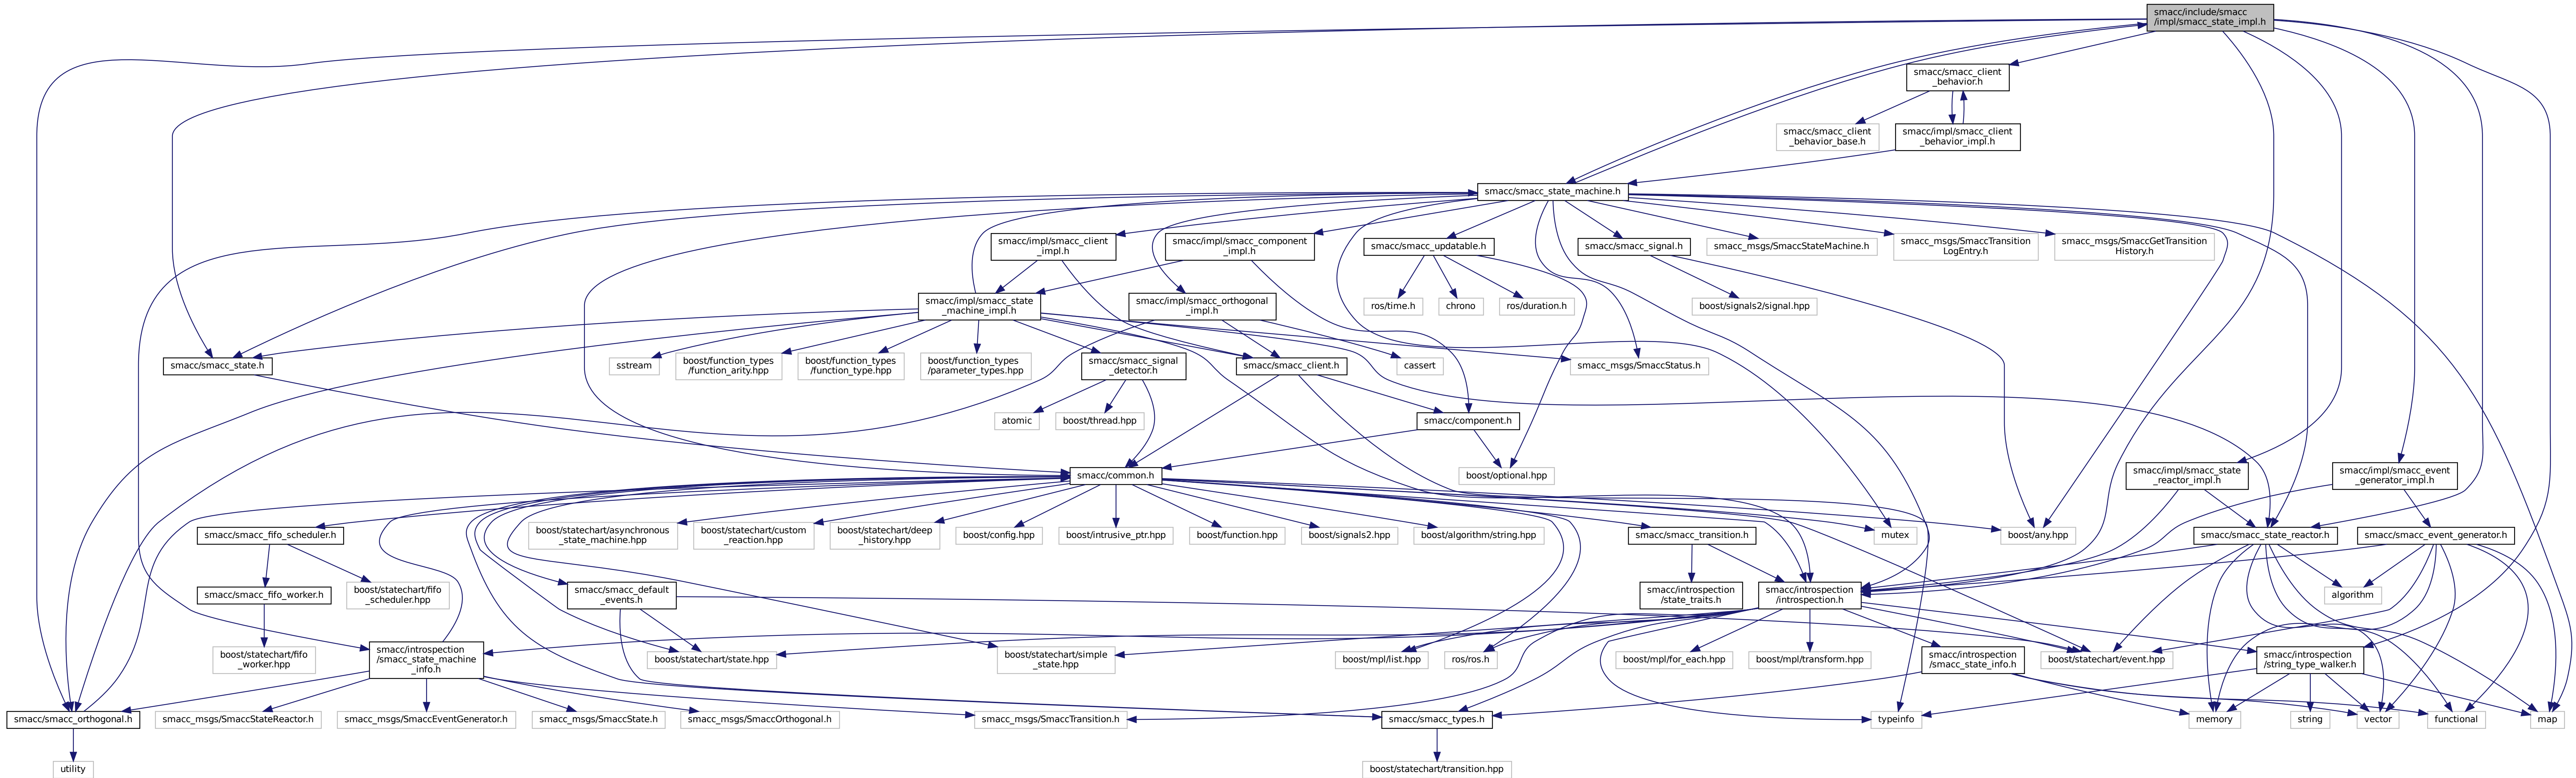 smacc/include/smacc
/impl/smacc_state_impl.h
smacc/smacc_client
_behavior.h
smacc/smacc_client
_behavior_base.h
smacc/impl/smacc_client
_behavior_impl.h
smacc/smacc_state_machine.h
smacc/impl/smacc_client
_impl.h
smacc/impl/smacc_component
_impl.h
smacc/smacc_updatable.h
smacc/smacc_signal.h
smacc_msgs/SmaccStateMachine.h
smacc_msgs/SmaccTransition
LogEntry.h
smacc_msgs/SmaccGetTransition
History.h
smacc/impl/smacc_state
_machine_impl.h
smacc/impl/smacc_orthogonal
_impl.h
ros/time.h
chrono
ros/duration.h
boost/signals2/signal.hpp
smacc/smacc_state.h
sstream
boost/function_types
/function_arity.hpp
boost/function_types
/function_type.hpp
boost/function_types
/parameter_types.hpp
smacc/smacc_signal
_detector.h
smacc/smacc_client.h
cassert
smacc_msgs/SmaccStatus.h
atomic
boost/thread.hpp
smacc/component.h
smacc/common.h
boost/optional.hpp
smacc/impl/smacc_state
_reactor_impl.h
smacc/impl/smacc_event
_generator_impl.h
smacc/smacc_fifo_scheduler.h
boost/statechart/asynchronous
_state_machine.hpp
boost/statechart/custom
_reaction.hpp
boost/statechart/deep
_history.hpp
boost/config.hpp
boost/intrusive_ptr.hpp
boost/function.hpp
boost/signals2.hpp
boost/algorithm/string.hpp
smacc/smacc_transition.h
mutex
boost/any.hpp
smacc/smacc_state_reactor.h
smacc/smacc_event_generator.h
smacc/smacc_fifo_worker.h
boost/statechart/fifo
_scheduler.hpp
smacc/smacc_default
_events.h
smacc/introspection
/state_traits.h
smacc/introspection
/introspection.h
algorithm
boost/statechart/fifo
_worker.hpp
smacc/introspection
/smacc_state_machine
_info.h
boost/statechart/state.hpp
boost/statechart/simple
_state.hpp
boost/mpl/list.hpp
ros/ros.h
boost/mpl/for_each.hpp
boost/mpl/transform.hpp
smacc/introspection
/smacc_state_info.h
boost/statechart/event.hpp
smacc/introspection
/string_type_walker.h
smacc/smacc_orthogonal.h
smacc_msgs/SmaccStateReactor.h
smacc_msgs/SmaccEventGenerator.h
smacc_msgs/SmaccState.h
smacc_msgs/SmaccOrthogonal.h
smacc_msgs/SmaccTransition.h
smacc/smacc_types.h
typeinfo
memory
string
vector
functional
map
utility
boost/statechart/transition.hpp